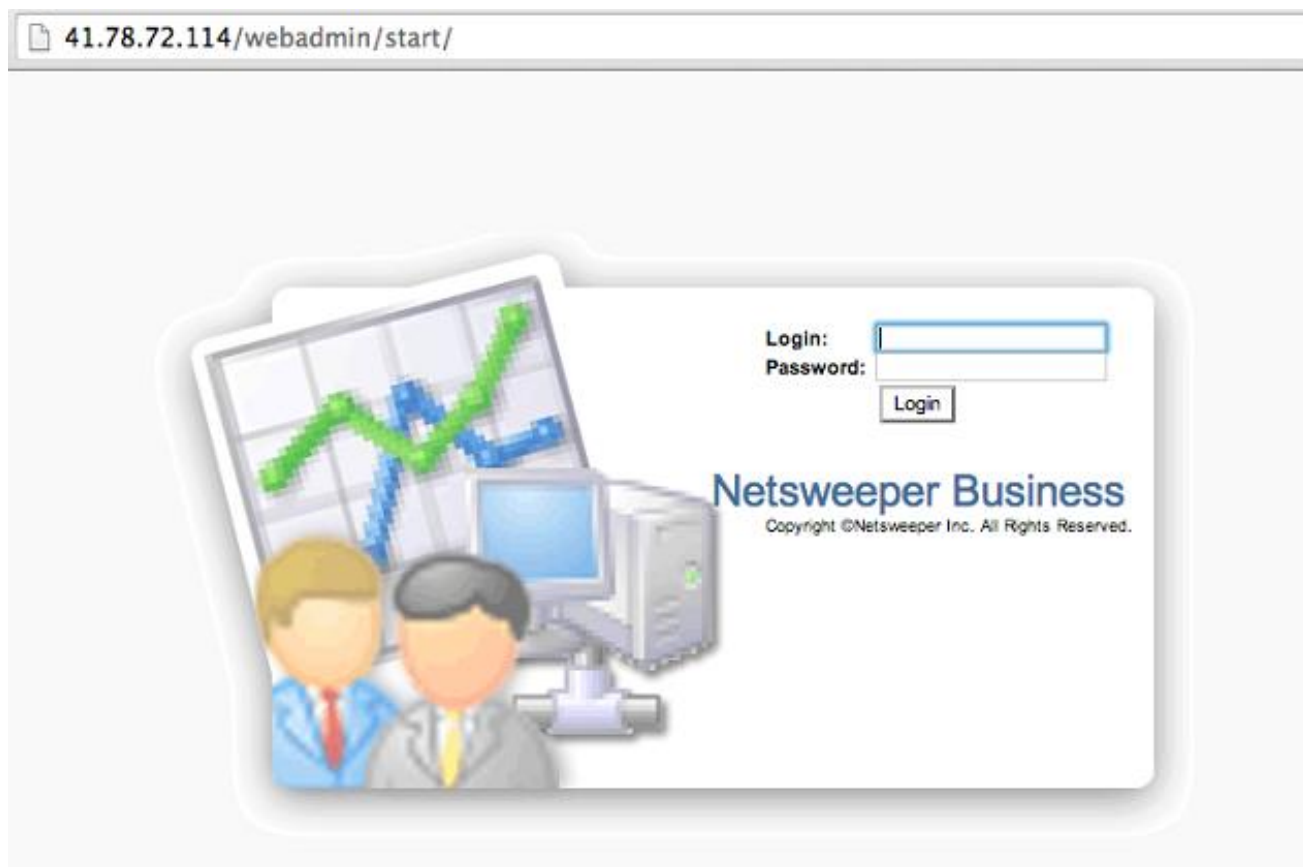 41.78.72.114/webadmin/start/
Login:
Password:
Login
Netsweeper Business
Copyright ©Netsweeper Inc. All Rights Reserved.